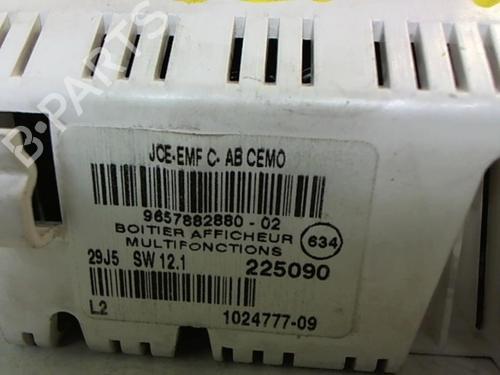 B-PARTS
JCE-EMF C- AB CEMO
9657882880-02
BOITIER AFFICHEUR
MULTIFONCTIONS
634
29J5 SW 12.1
225090
L2
1024777-09